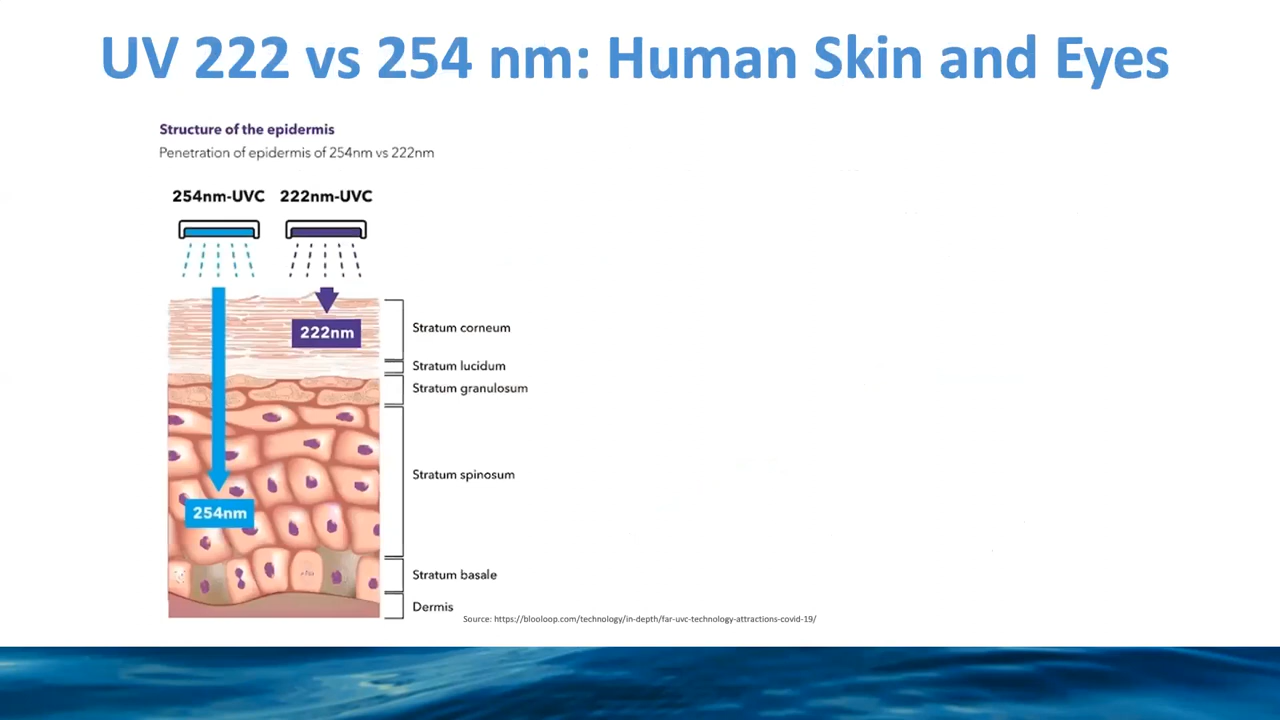 UV 222 vs 254 nm: Human Skin and Eyes
Structure of the epidermis
Penetration of epidermis of 254nm vs 222nm
254nm-UVC 222nm-UVC
222nm
Stratum corneum
Stratum lucidum
Stratum granulosum
Stratum spinosum
254nm
Stratum basale
Dermis
Source: https://blooloop.com/technology/in-depth/far-uvc-technology-attractions-covid-19/